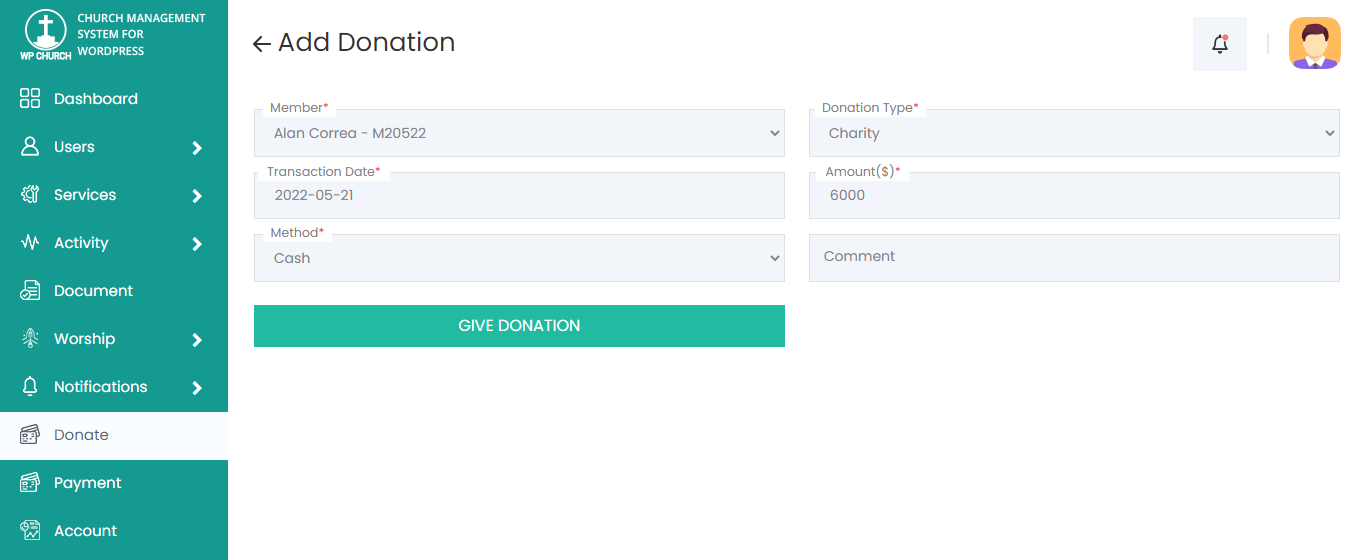 CHURCH MANAGEMENT
SYSTEM FOR
WORDPRESS
WP CHURCH
Dashboard
Users
Services
Activity
Document
Worship
Notifications
Donate
Payment
Account
Add Donation
Member*
Alan Correa - M20522
Donation Type*
Charity
Transaction Date*
2022-05-21
Amount($)*
6000
Method*
Cash
Comment
GIVE DONATION